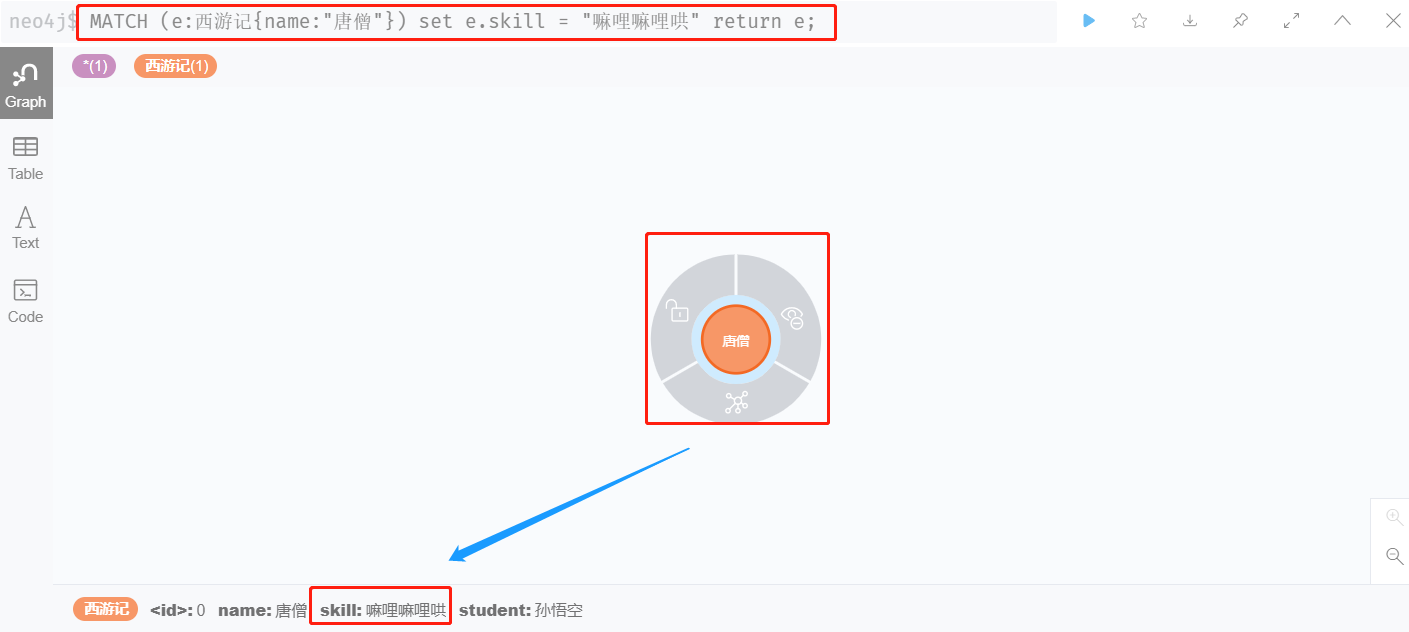 neo4j$ MATCH (e:西游记{name:"唐僧"}) set e.skill = "嘛哩嘛哩哄" return e;
*(1) 西游记(1)
Graph
Table
Text
Code
唐僧
西游记 <id>: 0 name: 唐僧 skill: 嘛哩嘛哩哄 student: 孙悟空